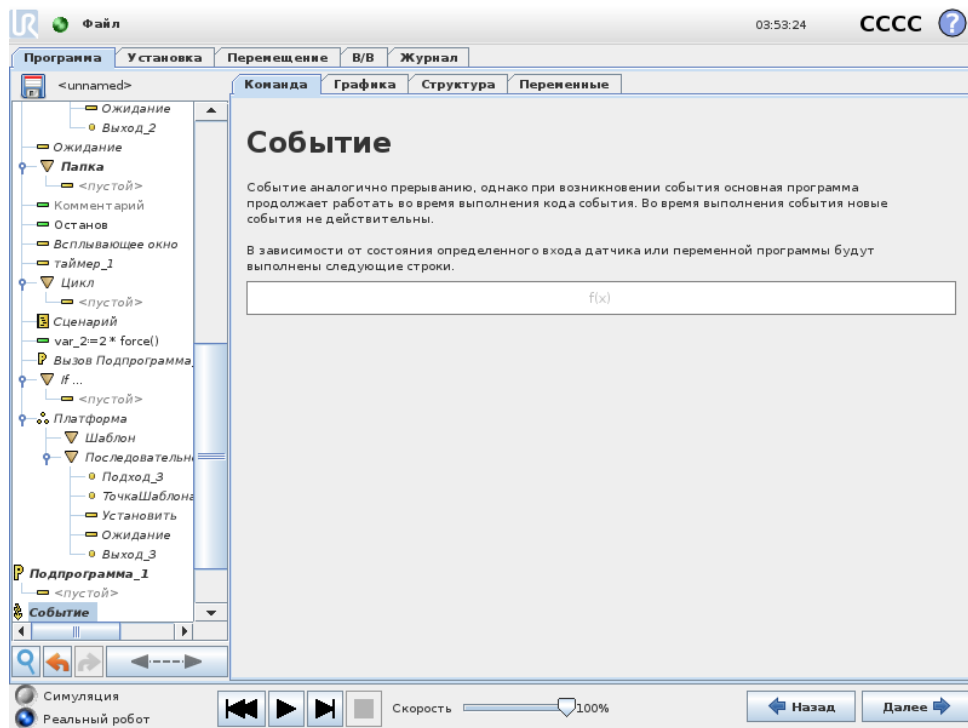 UR Файл 03:53:24 CCCC ?
Программа Установка Перемещение В/В Журнал
<unnamed>
Команда Графика Структура Переменные
Ожидание
Выход_2
Ожидание
Папка
<пустой>
Комментарий
Останов
Всплывающее окно
таймер_1
Цикл
<пустой>
Сценарий
var_2:=2 * force()
Вызов Подпрограмма_
If ...
<пустой>
Платформа
Шаблон
Последовательн
Подход_3
ТочкаШаблона
Установить
Ожидание
Выход_3
Подпрограмма_1
<пустой>
Событие
Событие
Событие аналогично прерыванию, однако при возникновении события основная программа
продолжает работать во время выполнения кода события. Во время выполнения события новые
события не действительны.
В зависимости от состояния определенного входа датчика или переменной программы будут
выполнены следующие строки.
f(x)
Симуляция
Реальный робот
Скорость 100%
Назад Далее